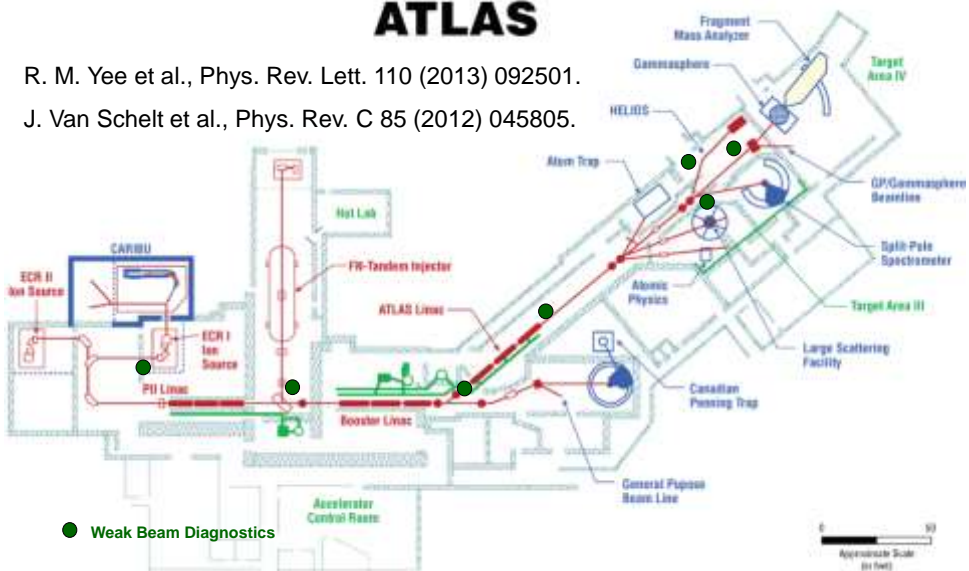 ATLAS
R. M. Yee et al., Phys. Rev. Lett. 110 (2013) 092501.
J. Van Schelt et al., Phys. Rev. C 85 (2012) 045805.
Fragment
Mass Analyzer
Gammasphere
Target
Area IV
HELIOS
Atom Trap
Hot Lab
GP/Gammasphere
Beamline
CARIBU
ECR II
Ion Source
FN-Tandem Injector
Split-Pole
Spectrometer
Atomic
Physics
Target Area III
ATLAS Linac
ECR I
Ion
Source
Large Scattering
Facility
PII Linac
Canadian
Penning Trap
Booster Linac
General Pupose
Beam Line
Accelerator
Control Room
Weak Beam Diagnostics
0 50
Approximate Scale
(in feet)